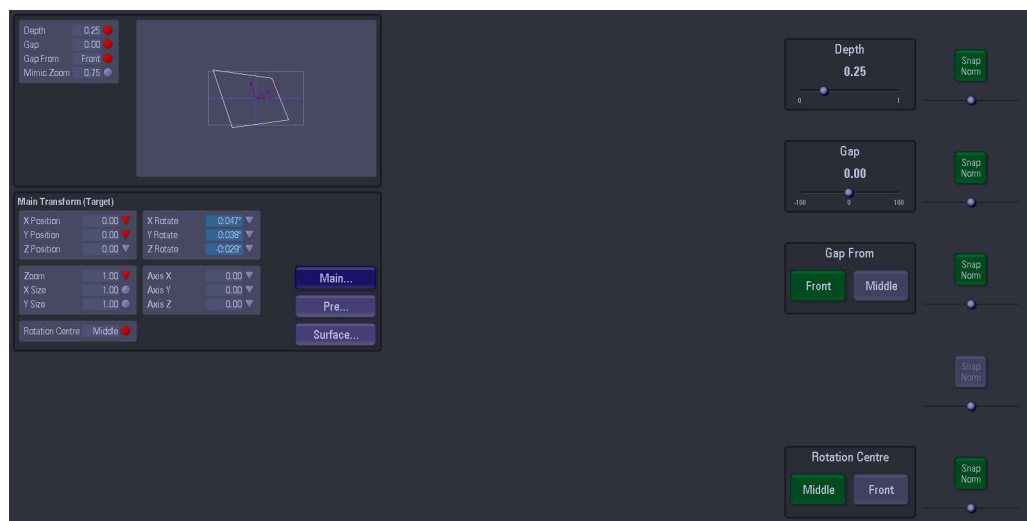 Depth 0.25
Gap 0.00
Gap From Front
Mimic Zoom 0.75
Main Transform (Target)
X Position 0.00 X Rotate 0:047°
Y Position 0.00 Y Rotate 0:038°
Z Position 0.00 Z Rotate -0:029°
Zoom 1.00 Axis X 0.00
X Size 1.00 Axis Y 0.00
Y Size 1.00 Axis Z 0.00
Rotation Centre Middle
Main...
Pre...
Surface...
Depth
0.25
0 1
Snap
Norm
Gap
0.00
-100 0 100
Snap
Norm
Gap From
Front Middle
Snap
Norm
Snap
Norm
Rotation Centre
Middle Front
Snap
Norm